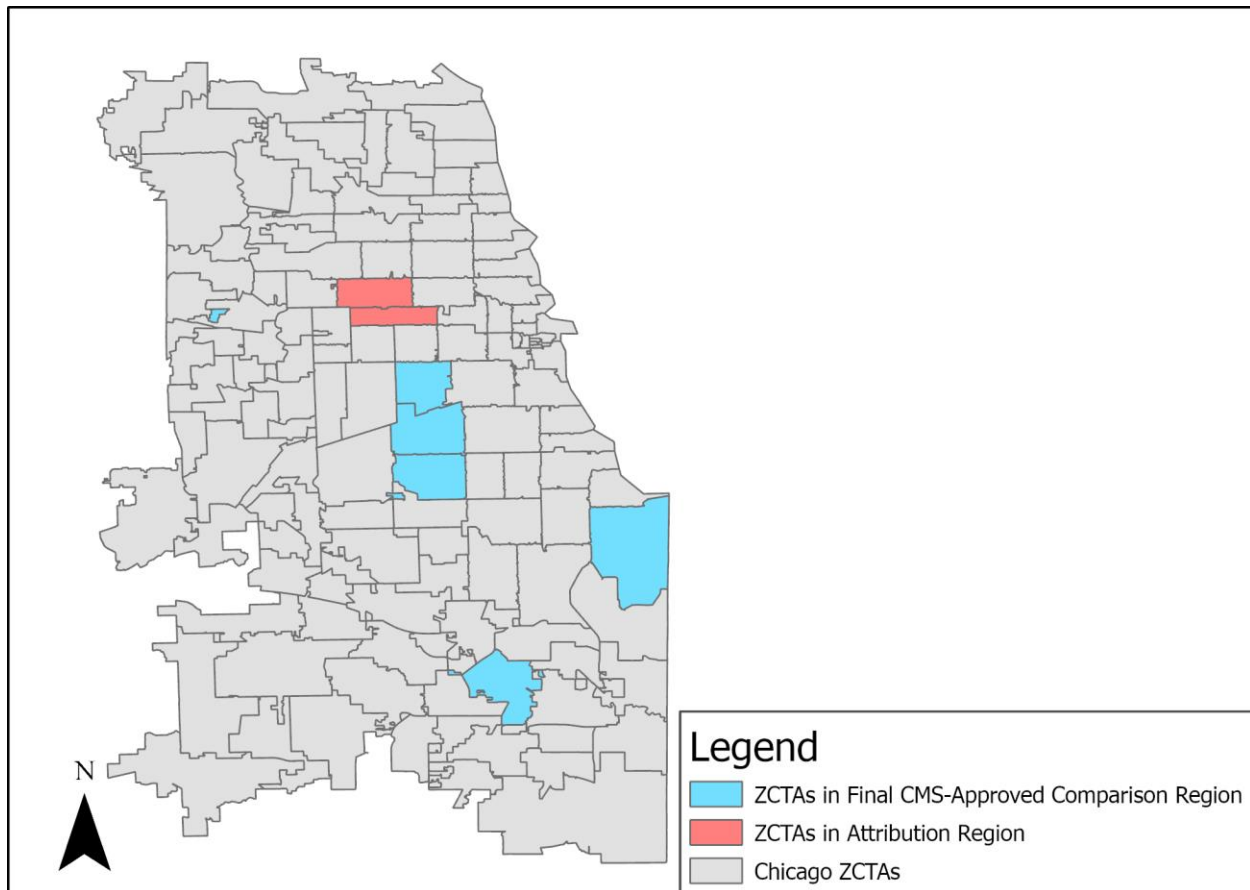 N
Legend
ZCTAs in Final CMS-Approved Comparison Region
ZCTAs in Attribution Region
Chicago ZCTAs